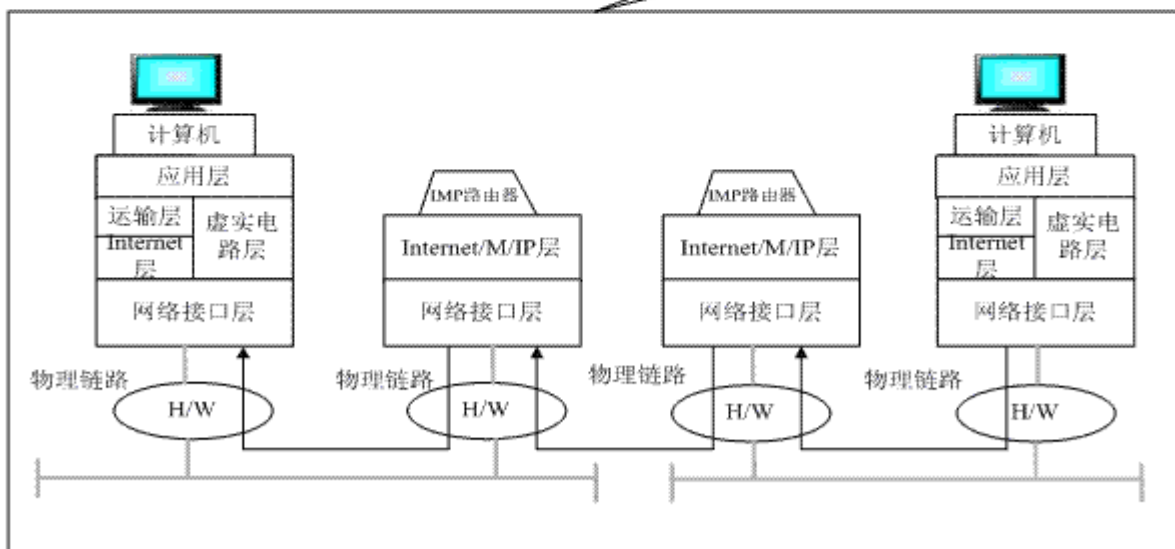 计算机
应用层
运输层
Internet
层
虚实电
路层
网络接口层
物理链路
H/W
IMP路由器
Internet/M/IP层
网络接口层
物理链路
H/W
IMP路由器
Internet/M/IP层
网络接口层
物理链路
H/W
计算机
应用层
运输层
Internet
层
虚实电
路层
网络接口层
物理链路
H/W